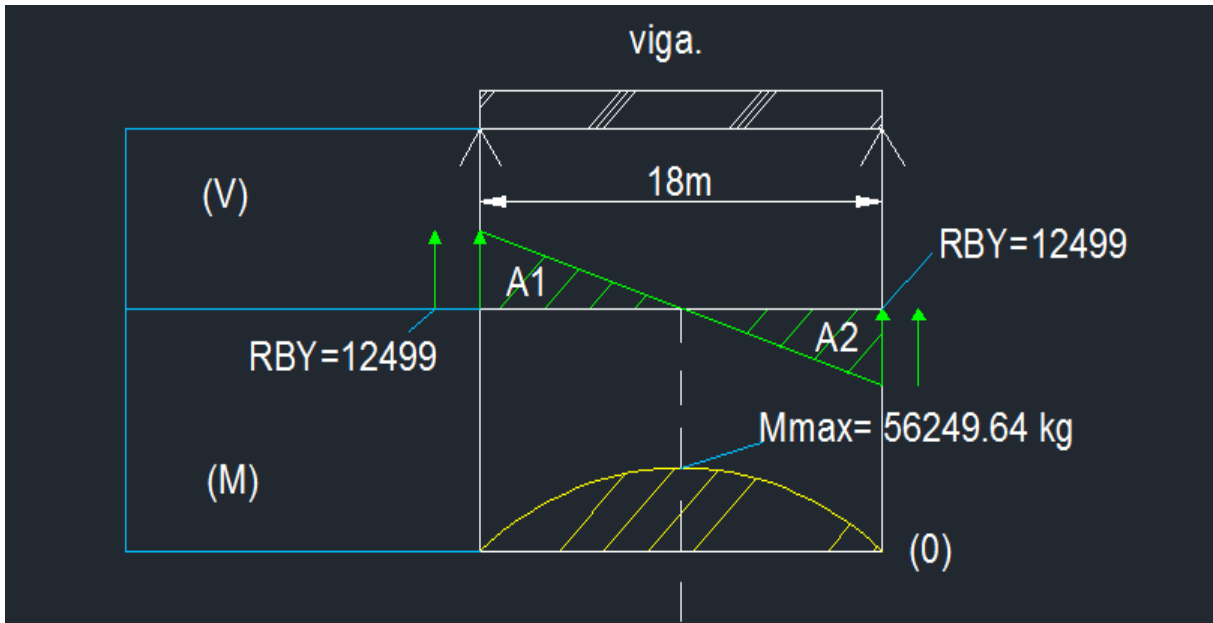 viga.
18m
(V)
RBY=12499
A1
A2
RBY=12499
Mmax= 56249.64 kg
(M)
(0)